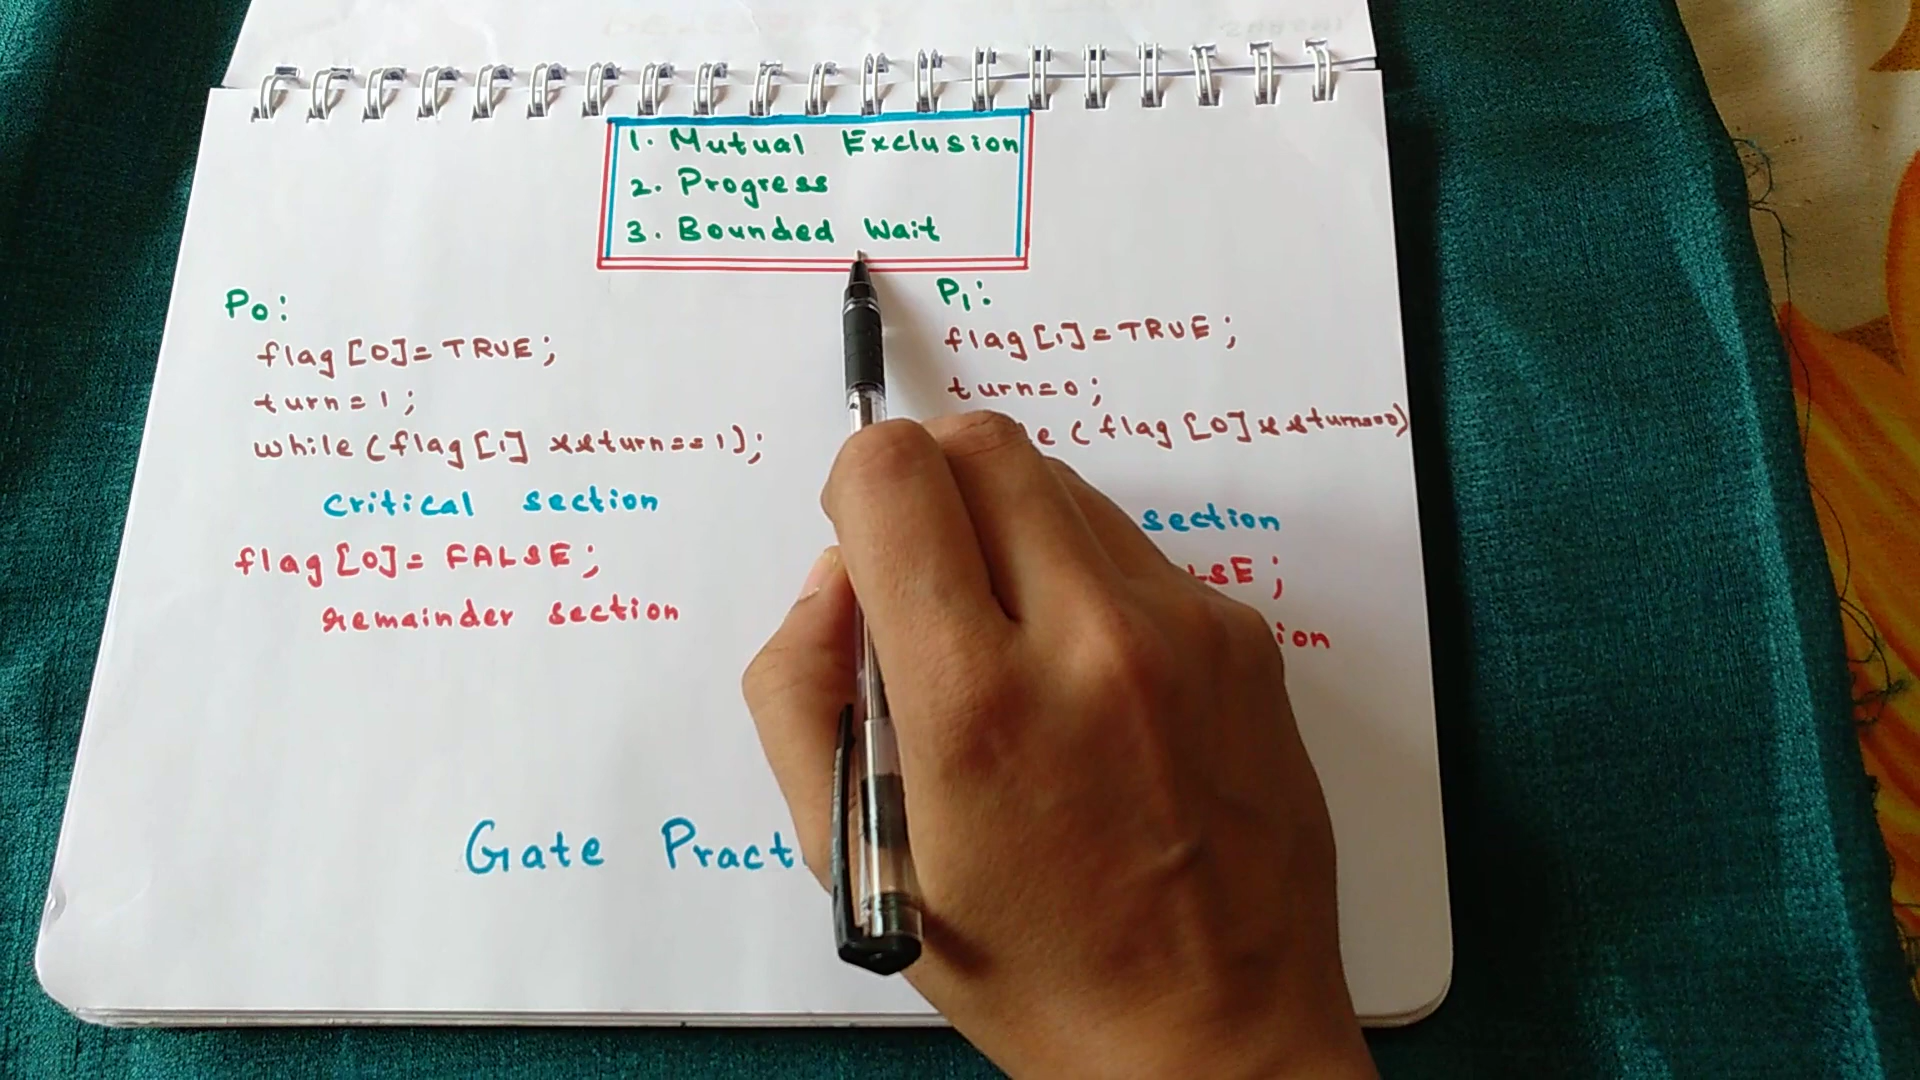 1. Mutual Exclusion
2. Progress
3. Bounded Wait
P0:
flag[0]= TRUE;
turn=1;
while(flag[1] &&turn==1);
critical section
flag[0]= FALSE;
remainder section
P1:
flag[1]=TRUE;
turn=0;
(flag[0]&&turn==0)
section
Gate